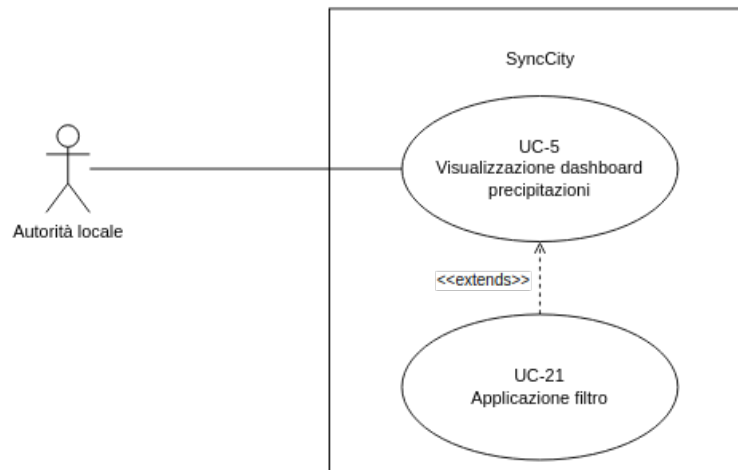 SyncCity
UC-5
Visualizzazione dashboard
precipitazioni
Autorità locale
<<extends>>
UC-21
Applicazione filtro